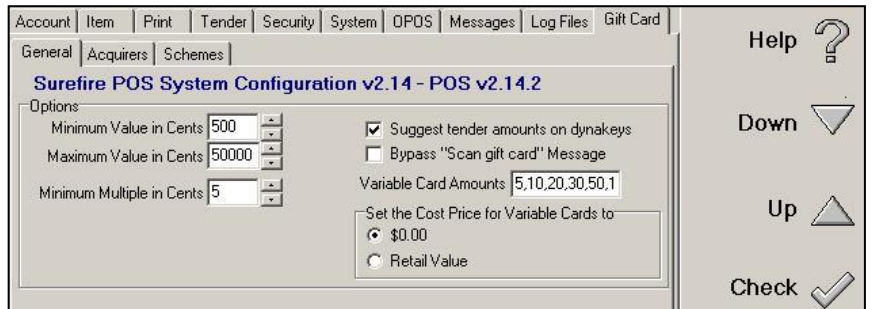 Account Item Print Tender Security System OPOS Messages Log Files Gift Card
General Acquirers Schemes
Surefire POS System Configuration v2.14 - POS v2.14.2
Options
Minimum Value in Cents 500
Maximum Value in Cents 50000
Minimum Multiple in Cents 5
Suggest tender amounts on dynakeys
Bypass "Scan gift card" Message
Variable Card Amounts 5,10,20,30,50,1
Set the Cost Price for Variable Cards to
$0.00
Retail Value
Help
Down
Up
Check